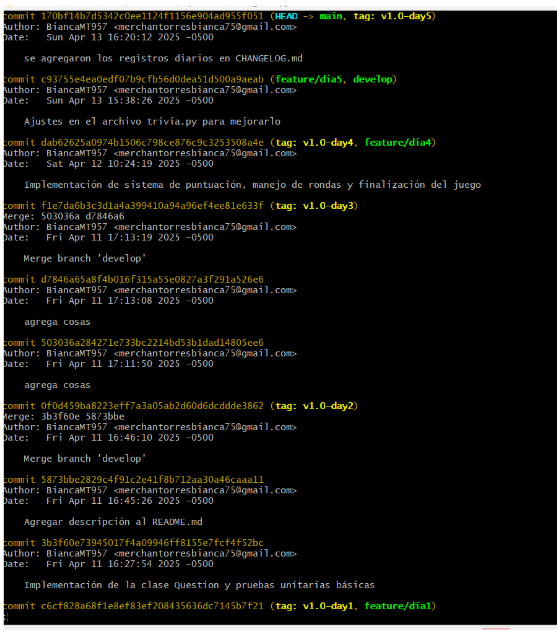 commit 170bf14b7d5342c0ee1124f1156e904ad955f051 (HEAD -> main, tag: v1.0-day5)
Author: BiancaMT957 <merchantorresbianca75@gmail.com>
Date:   Sun Apr 13 16:20:12 2025 -0500
se agregaron los registros diarios en CHANGELOG.md
commit c93755e4ea0edf07b9cfb56d0dea51d500a9aeab (feature/dia5, develop)
Author: BiancaMT957 <merchantorresbianca75@gmail.com>
Date:   Sun Apr 13 15:38:26 2025 -0500
Ajustes en el archivo trivia.py para mejorarlo
commit dab62625a0974b1506c798ce876c9c3253508a4e (tag: v1.0-day4, feature/dia4)
Author: BiancaMT957 <merchantorresbianca75@gmail.com>
Date:   Sat Apr 12 10:24:19 2025 -0500
Implementación de sistema de puntuación, manejo de rondas y finalización del juego
commit f1e7da6b3c3d1a4a399410a94a96ef4ee81e633f (tag: v1.0-day3)
Merge: 503036a d7846a6
Author: BiancaMT957 <merchantorresbianca75@gmail.com>
Date:   Fri Apr 11 17:13:19 2025 -0500
Merge branch 'develop'
commit d7846a65a8f4b016f315a55e0827a3f291a526e6
Author: BiancaMT957 <merchantorresbianca75@gmail.com>
Date:   Fri Apr 11 17:13:08 2025 -0500
agrega cosas
commit 503036a284271e733bc2214bd53b1dad14805ee6
Author: BiancaMT957 <merchantorresbianca75@gmail.com>
Date:   Fri Apr 11 17:11:50 2025 -0500
agrega cosas
commit 0f0d459ba8223eff7a3a05ab2d60d6dcddde3862 (tag: v1.0-day2)
Merge: 3b3f60e 5873bbe
Author: BiancaMT957 <merchantorresbianca75@gmail.com>
Date:   Fri Apr 11 16:46:10 2025 -0500
Merge branch 'develop'
commit 5873bbe2829c4f91c2e41f8b712aa30a46caaa11
Author: BiancaMT957 <merchantorresbianca75@gmail.com>
Date:   Fri Apr 11 16:45:26 2025 -0500
Agregar descripción al README.md
commit 3b3f60e73945017f4a09946ff8155e7fcf4f52bc
Author: BiancaMT957 <merchantorresbianca75@gmail.com>
Date:   Fri Apr 11 16:27:54 2025 -0500
Implementación de la clase Question y pruebas unitarias básicas
commit c6cf828a68f1e8ef83ef208435636dc7145b7f21 (tag: v1.0-day1, feature/dia1)
: